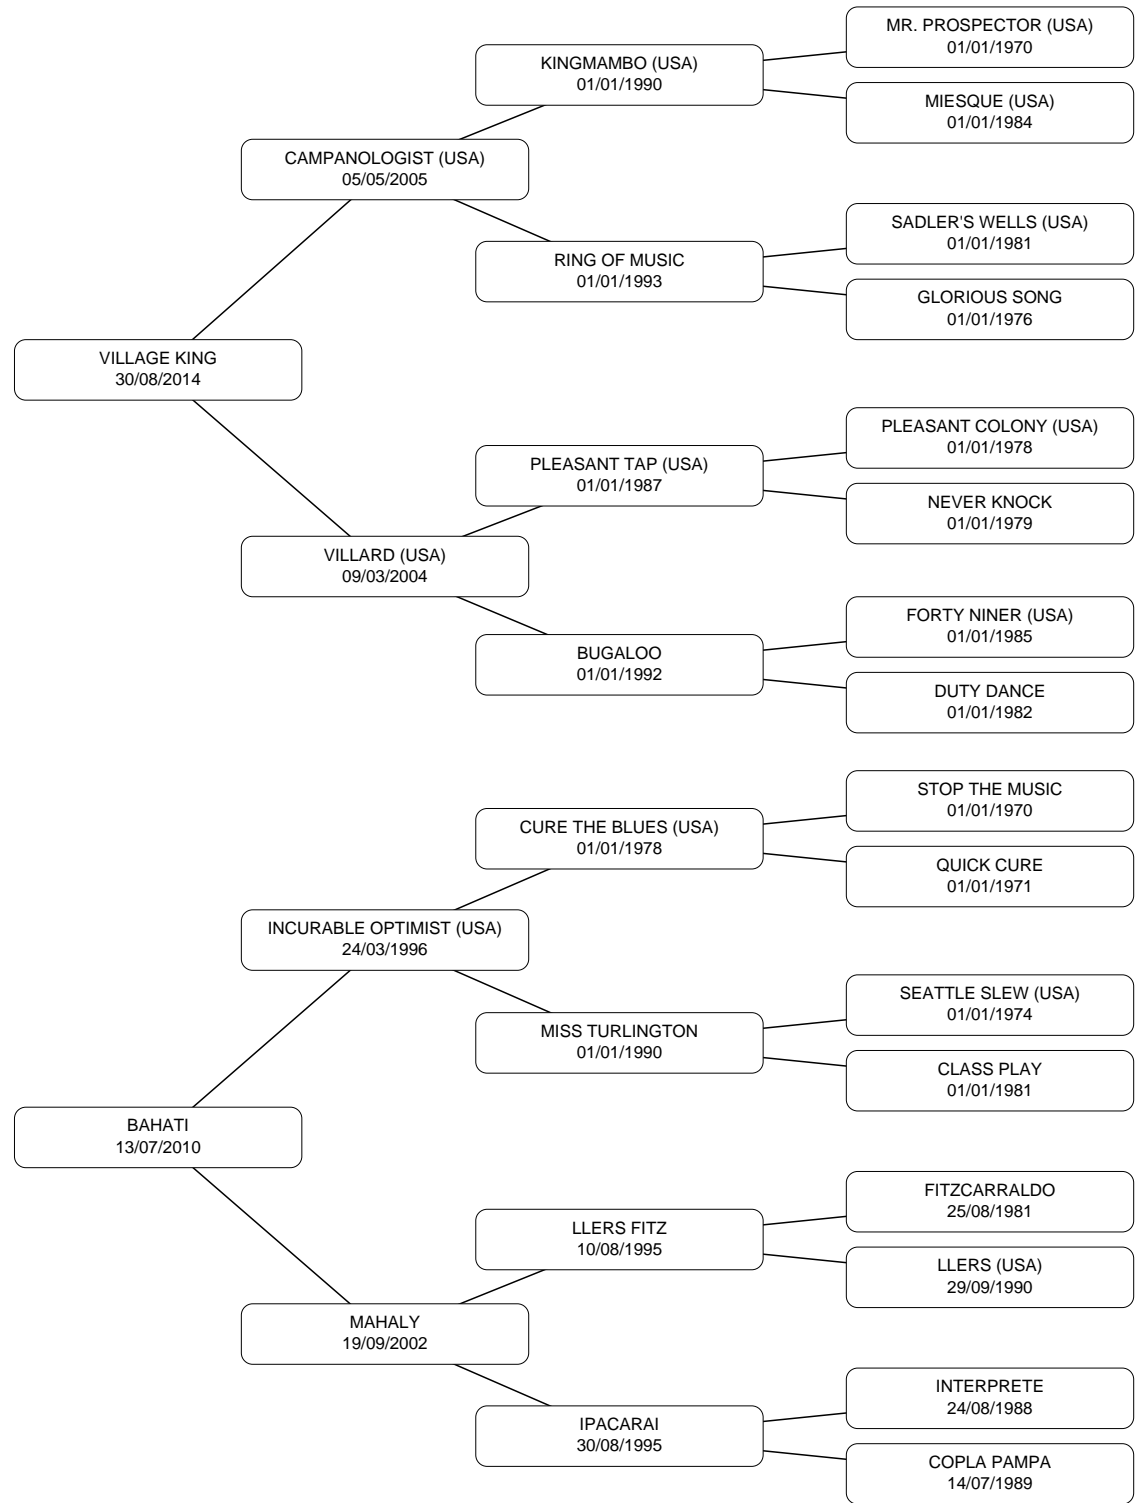 MR. PROSPECTOR (USA)
01/01/1970
KINGMAMBO (USA)
01/01/1990
MIESQUE (USA)
01/01/1984
CAMPANOLOGIST (USA)
05/05/2005
SADLER'S WELLS (USA)
01/01/1981
RING OF MUSIC
01/01/1993
GLORIOUS SONG
01/01/1976
VILLAGE KING
30/08/2014
PLEASANT COLONY (USA)
01/01/1978
PLEASANT TAP (USA)
01/01/1987
NEVER KNOCK
01/01/1979
VILLARD (USA)
09/03/2004
FORTY NINER (USA)
01/01/1985
BUGALOO
01/01/1992
DUTY DANCE
01/01/1982
STOP THE MUSIC
01/01/1970
CURE THE BLUES (USA)
01/01/1978
QUICK CURE
01/01/1971
INCURABLE OPTIMIST (USA)
24/03/1996
SEATTLE SLEW (USA)
01/01/1974
MISS TURLINGTON
01/01/1990
CLASS PLAY
01/01/1981
BAHATI
13/07/2010
FITZCARRALDO
25/08/1981
LLERS FITZ
10/08/1995
LLERS (USA)
29/09/1990
MAHALY
19/09/2002
INTERPRETE
24/08/1988
IPACARAI
30/08/1995
COPLA PAMPA
14/07/1989